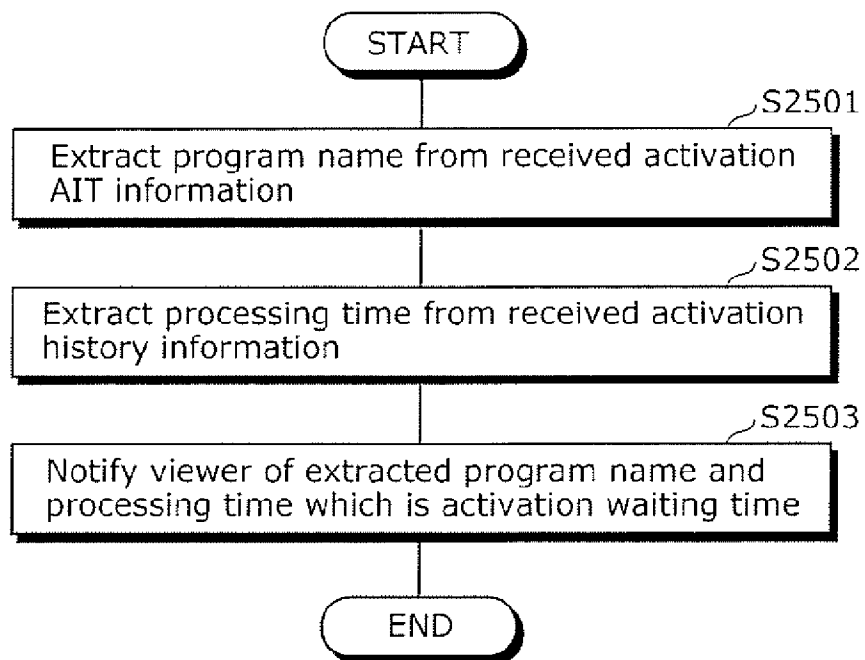 START
S2501
Extract program name from received activation
AIT information
S2502
Extract processing time from received activation
history information
S2503
Notify viewer of extracted program name and
processing time which is activation waiting time
END